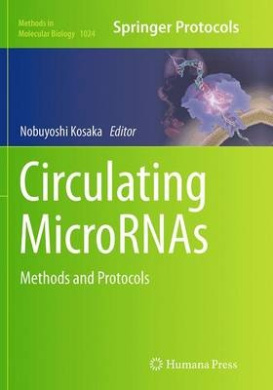 Methods in
Molecular Biology 1024
Springer Protocols
Nobuyoshi Kosaka Editor
Circulating
MicroRNAs
Methods and Protocols
Humana Press